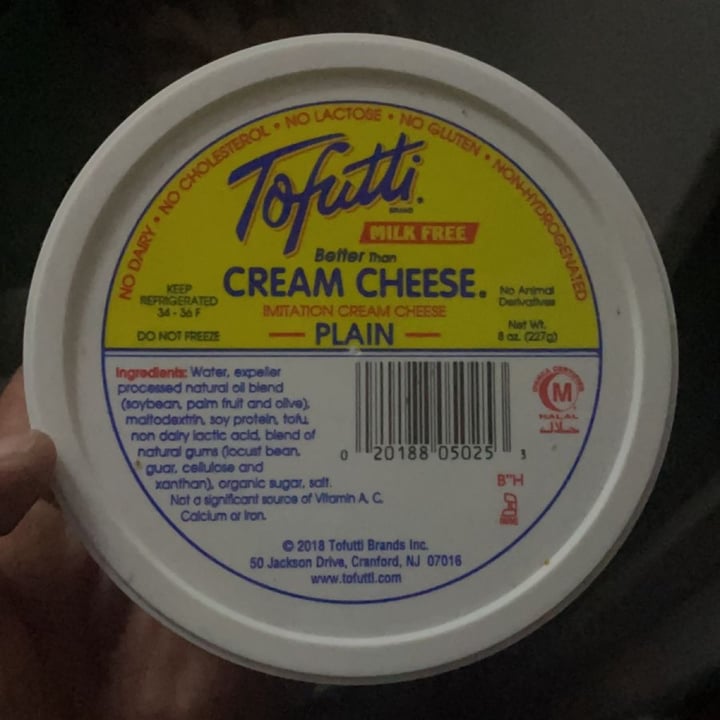 NO DAIRY • NO CHOLESTEROL • NO LACTOSE • NO GLUTEN • NON-HYDROGENATED
Tofutti.
BRAND
MILK FREE
Better Than
CREAM CHEESE.
IMITATION CREAM CHEESE
PLAIN
KEEP
REFRIGERATED
34 - 36 F
DO NOT FREEZE
No Animal
Derivatives
Net Wt.
8 oz. (227g)
Ingredients: Water, expeller
processed natural oil blend
(soybean, palm fruit and olive),
maltodextrin, soy protein, tofu,
non dairy lactic acid, blend of
natural gums (locust bean,
guar, cellulose and
xanthan), organic sugar, salt.
Not a significant source of Vitamin A, C,
Calcium or Iron.
0 20188 05025 3
M
HALAL
حلال
B"H
© 2018 Tofutti Brands Inc.
50 Jackson Drive, Cranford, NJ 07016
www.tofutti.com